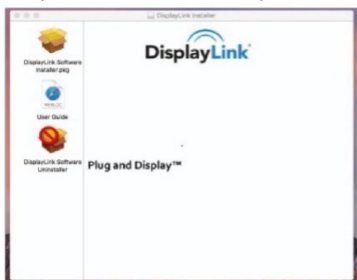 DisplayLink Installer
DisplayLink
DisplayLink Software
Installer.pkg
User Guide
DisplayLink Software
Uninstaller
Plug and Display™